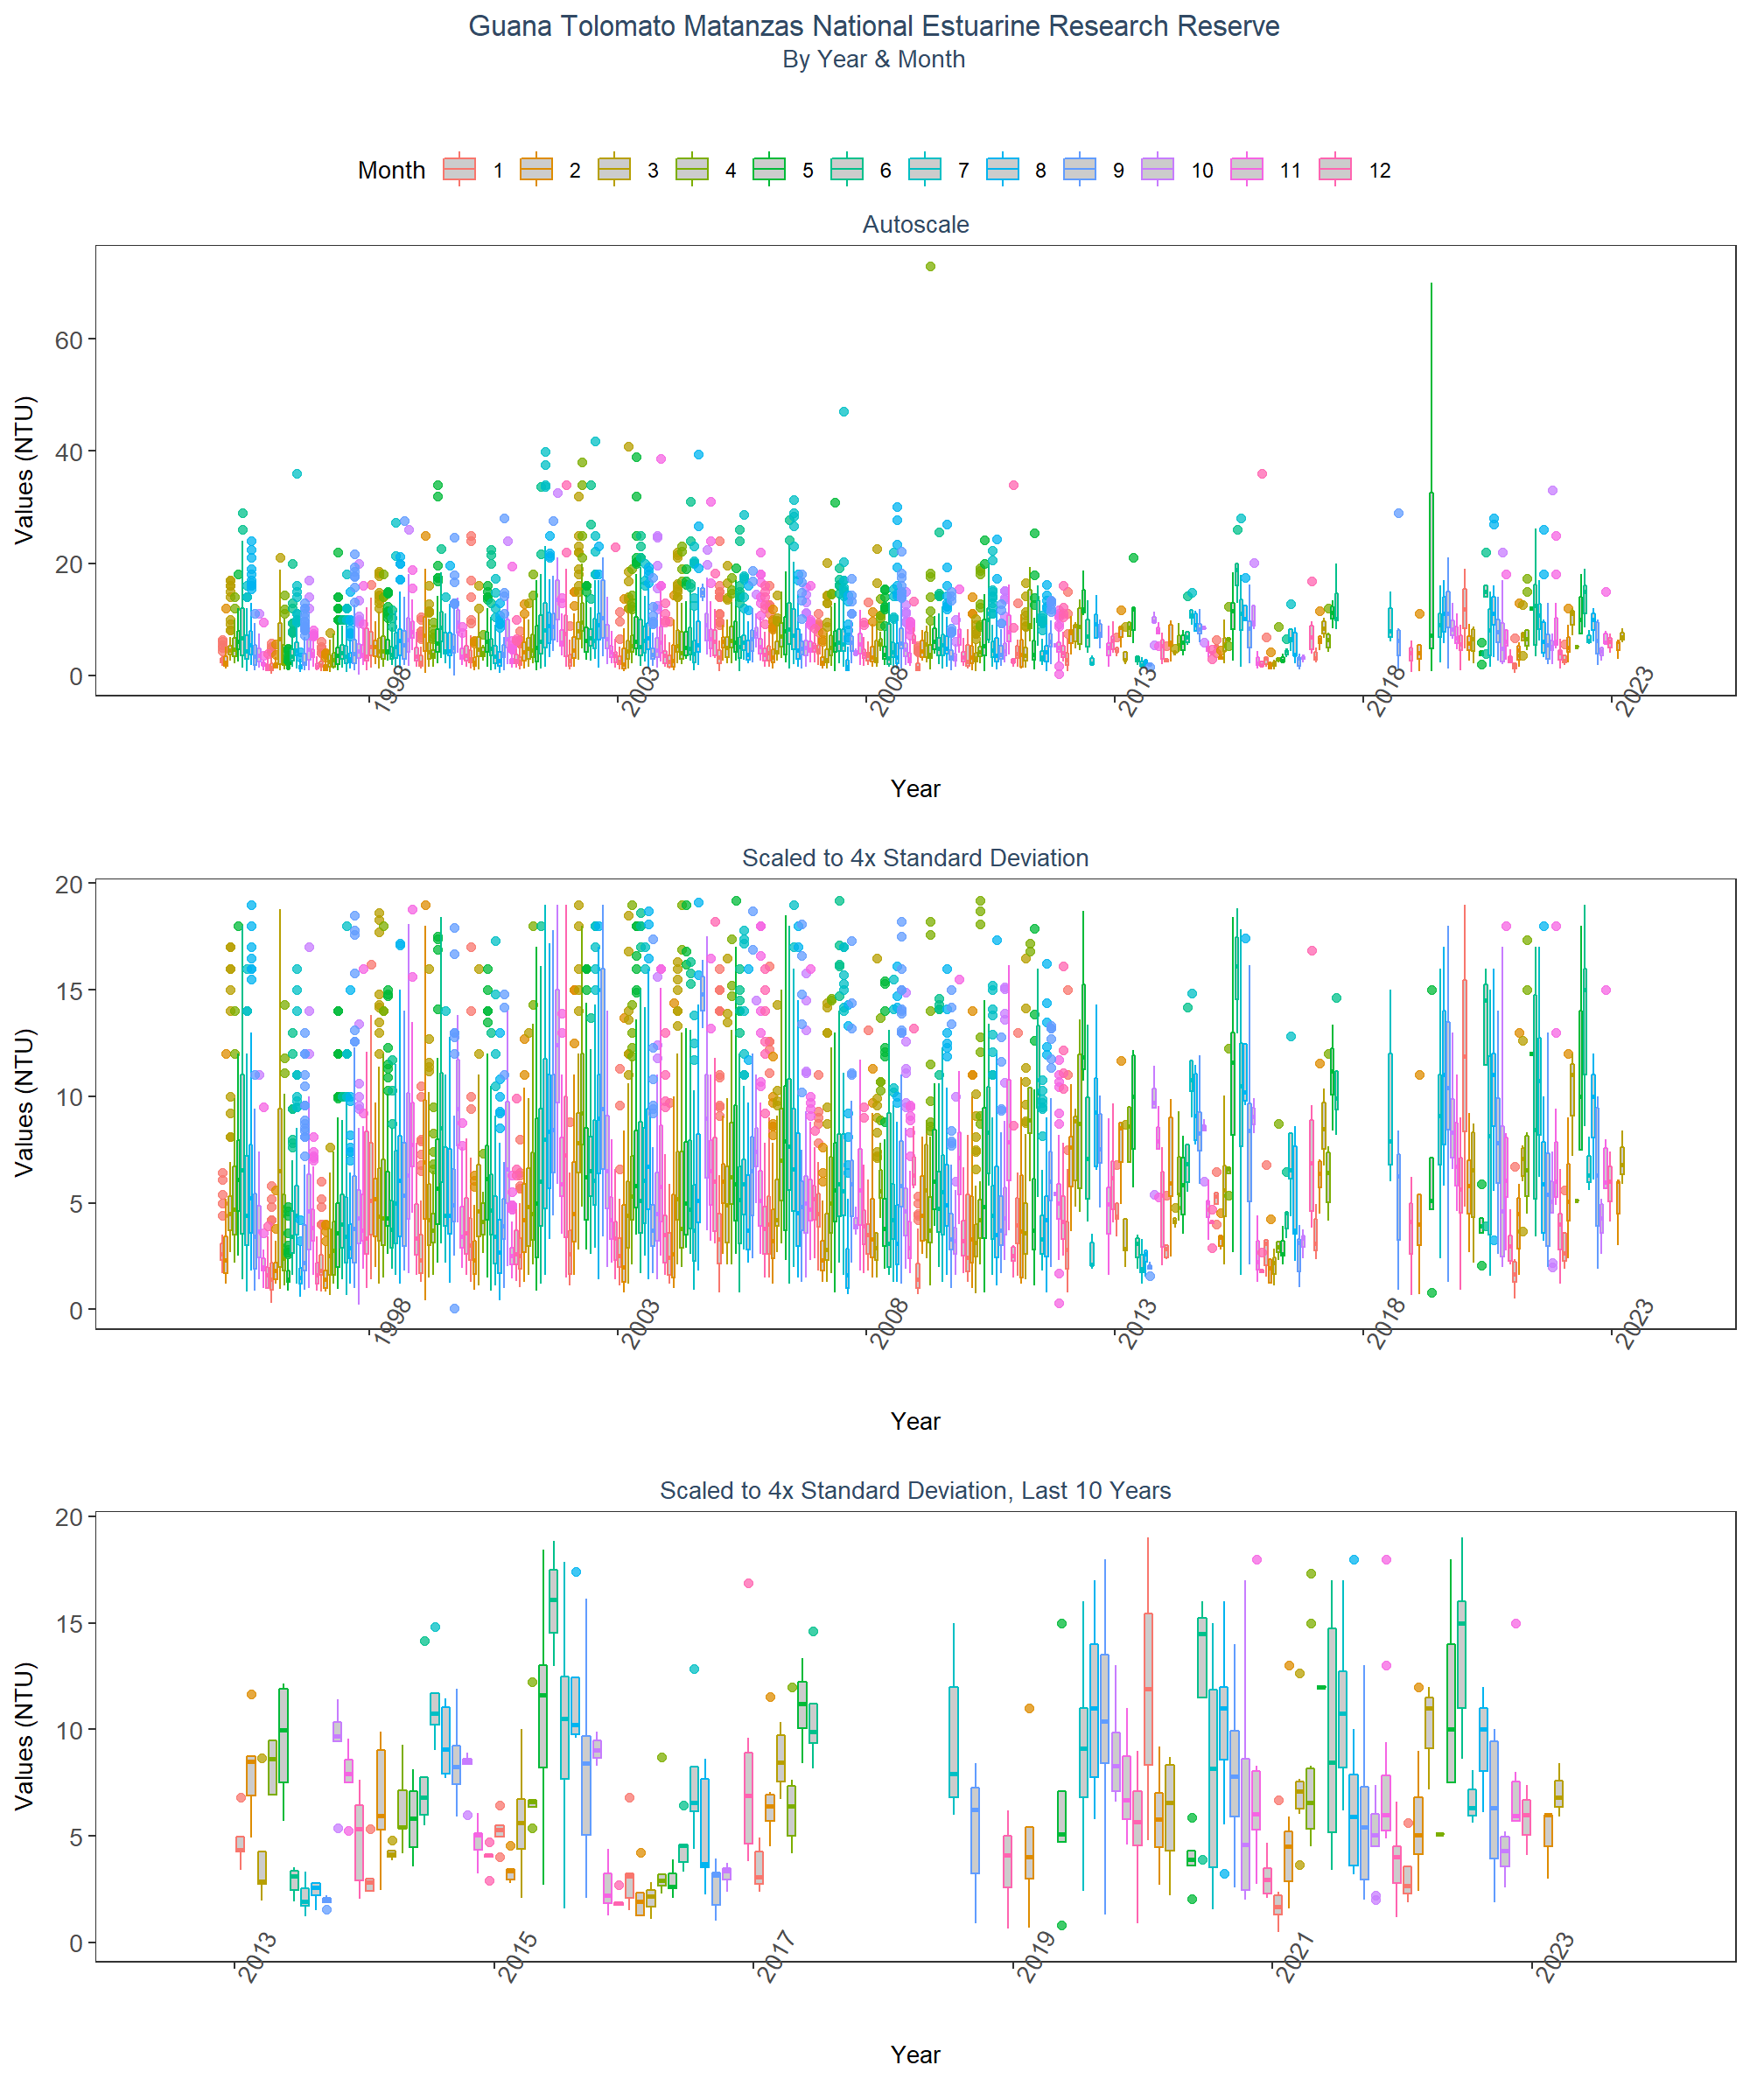 Guana Tolomato Matanzas National Estuarine Research Reserve
By Year & Month
Month 1 2 3 4 5 6 7 8 9 10 11 12
Autoscale
Values (NTU)
60
40
20
0
1998 2003 2008 2013 2018 2023
Year
Scaled to 4x Standard Deviation
Values (NTU)
20
15
10
5
0
1998 2003 2008 2013 2018 2023
Year
Scaled to 4x Standard Deviation, Last 10 Years
Values (NTU)
20
15
10
5
0
2013 2015 2017 2019 2021 2023
Year